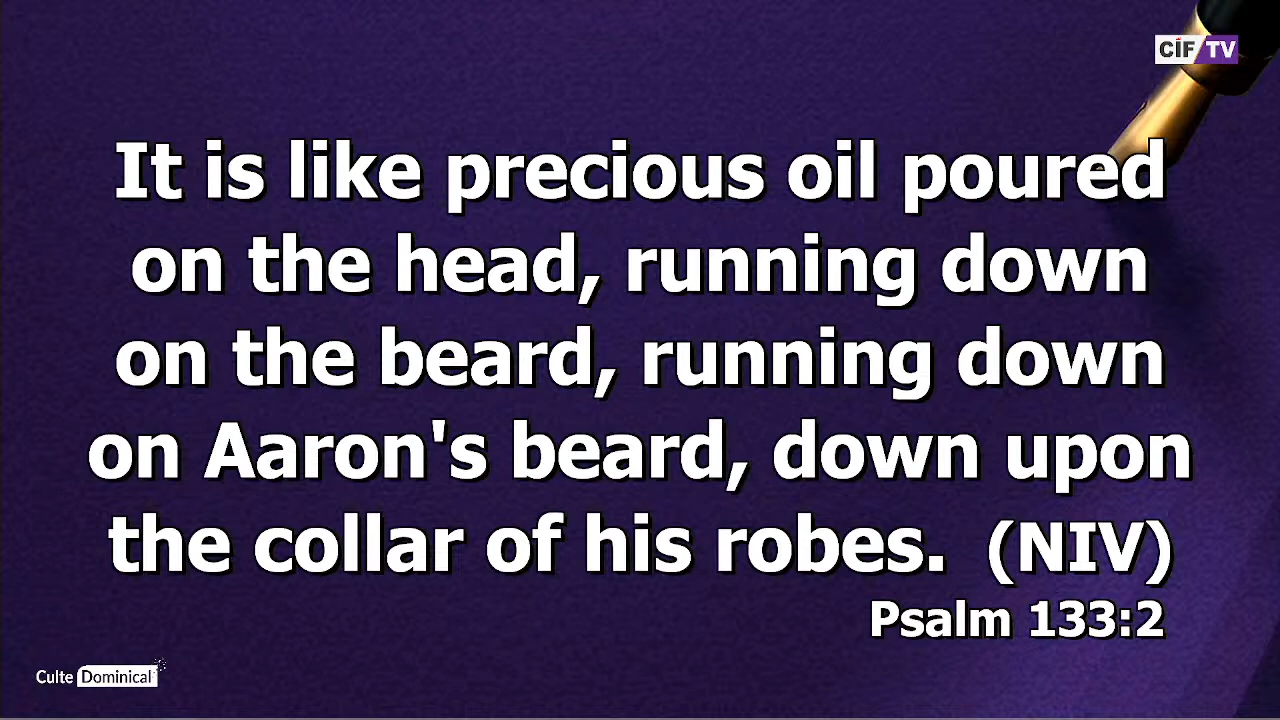 CIF TV
It is like precious oil poured
on the head, running down
on the beard, running down
on Aaron's beard, down upon
the collar of his robes. (NIV)
Psalm 133:2
Culte Dominical